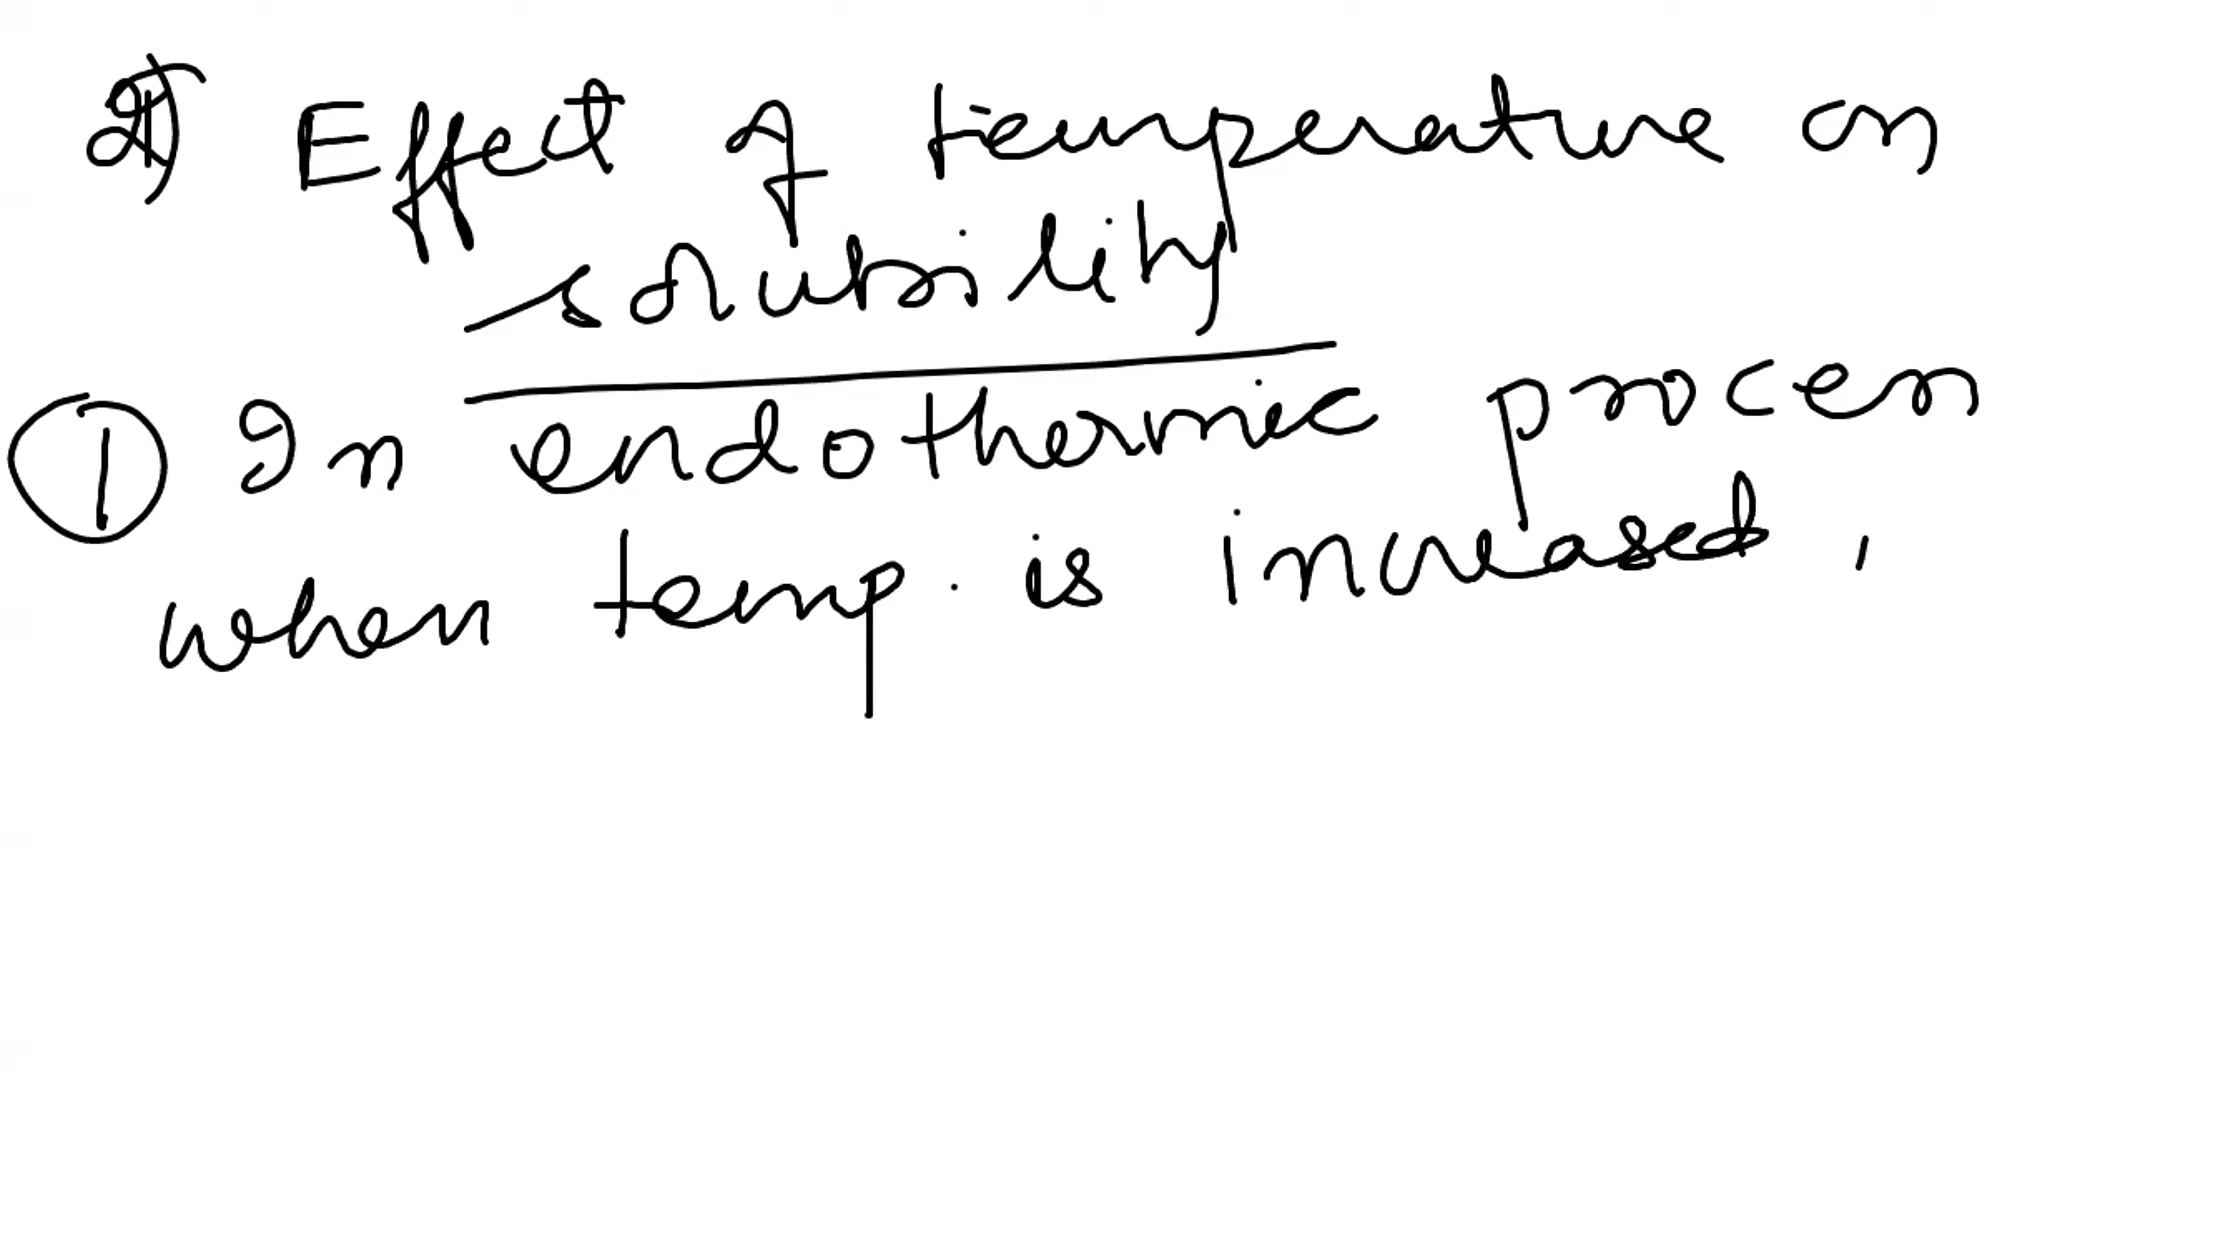 Effect of temperature on
solubility
① In endothermic process
when temp. is increased,